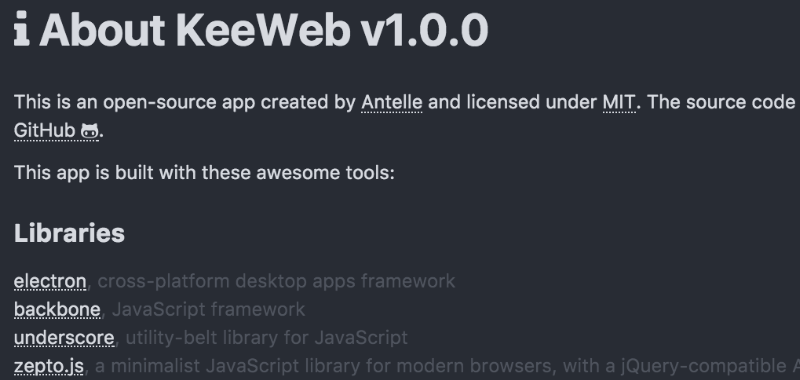 i About KeeWeb v1.0.0
This is an open-source app created by Antelle and licensed under MIT. The source code
GitHub.
This app is built with these awesome tools:
Libraries
electron, cross-platform desktop apps framework
backbone, JavaScript framework
underscore, utility-belt library for JavaScript
zepto.js, a minimalist JavaScript library for modern browsers, with a jQuery-compatible